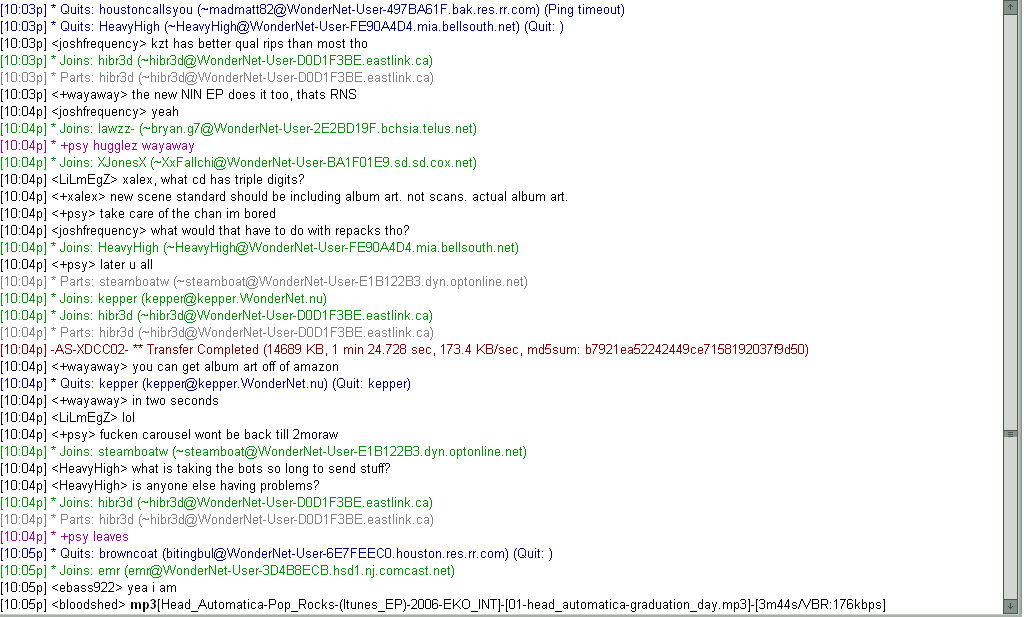 [10:03p] * Quits: houstoncallsyou (~madmatt82@WonderNet-User-497BA61F.bak.res.rr.com) (Ping timeout)
[10:03p] * Quits: HeavyHigh (~HeavyHigh@WonderNet-User-FE90A4D4.mia.bellsouth.net) (Quit: )
[10:03p] <joshfrequency> kzt has better qual rips than most tho
[10:03p] * Joins: hibr3d (~hibr3d@WonderNet-User-D0D1F3BE.eastlink.ca)
[10:03p] * Parts: hibr3d (~hibr3d@WonderNet-User-D0D1F3BE.eastlink.ca)
[10:03p] <+wayaway> the new NIN EP does it too, thats RNS
[10:04p] <joshfrequency> yeah
[10:04p] * Joins: lawzz- (~bryan.g7@WonderNet-User-2E2BD19F.bchsia.telus.net)
[10:04p] * +psy hugglez wayaway
[10:04p] * Joins: XJonesX (~XxFallchi@WonderNet-User-BA1F01E9.sd.sd.cox.net)
[10:04p] <LiLmEgZ> xalex, what cd has triple digits?
[10:04p] <+xalex> new scene standard should be including album art. not scans. actual album art.
[10:04p] <+psy> take care of the chan im bored
[10:04p] <joshfrequency> what would that have to do with repacks tho?
[10:04p] * Joins: HeavyHigh (~HeavyHigh@WonderNet-User-FE90A4D4.mia.bellsouth.net)
[10:04p] <+psy> later u all
[10:04p] * Parts: steamboatw (~steamboat@WonderNet-User-E1B122B3.dyn.optonline.net)
[10:04p] * Joins: kepper (kepper@kepper.WonderNet.nu)
[10:04p] * Joins: hibr3d (~hibr3d@WonderNet-User-D0D1F3BE.eastlink.ca)
[10:04p] * Parts: hibr3d (~hibr3d@WonderNet-User-D0D1F3BE.eastlink.ca)
[10:04p] -AS-XDCC02- ** Transfer Completed (14689 KB, 1 min 24.728 sec, 173.4 KB/sec, md5sum: b7921ea52242449ce7158192037f9d50)
[10:04p] <+wayaway> you can get album art off of amazon
[10:04p] * Quits: kepper (kepper@kepper.WonderNet.nu) (Quit: kepper)
[10:04p] <+wayaway> in two seconds
[10:04p] <LiLmEgZ> lol
[10:04p] <+psy> fucken carousel wont be back till 2moraw
[10:04p] * Joins: steamboatw (~steamboat@WonderNet-User-E1B122B3.dyn.optonline.net)
[10:04p] <HeavyHigh> what is taking the bots so long to send stuff?
[10:04p] <HeavyHigh> is anyone else having problems?
[10:04p] * Joins: hibr3d (~hibr3d@WonderNet-User-D0D1F3BE.eastlink.ca)
[10:04p] * Parts: hibr3d (~hibr3d@WonderNet-User-D0D1F3BE.eastlink.ca)
[10:04p] * +psy leaves
[10:05p] * Quits: browncoat (bitingbul@WonderNet-User-6E7FEEC0.houston.res.rr.com) (Quit: )
[10:05p] * Joins: emr (emr@WonderNet-User-3D4B8ECB.hsd1.nj.comcast.net)
[10:05p] <ebass922> yea i am
[10:05p] <bloodshed> mp3[Head_Automatica-Pop_Rocks-(Itunes_EP)-2006-EKO_INT]-[01-head_automatica-graduation_day.mp3]-[3m44s/VBR:176kbps]